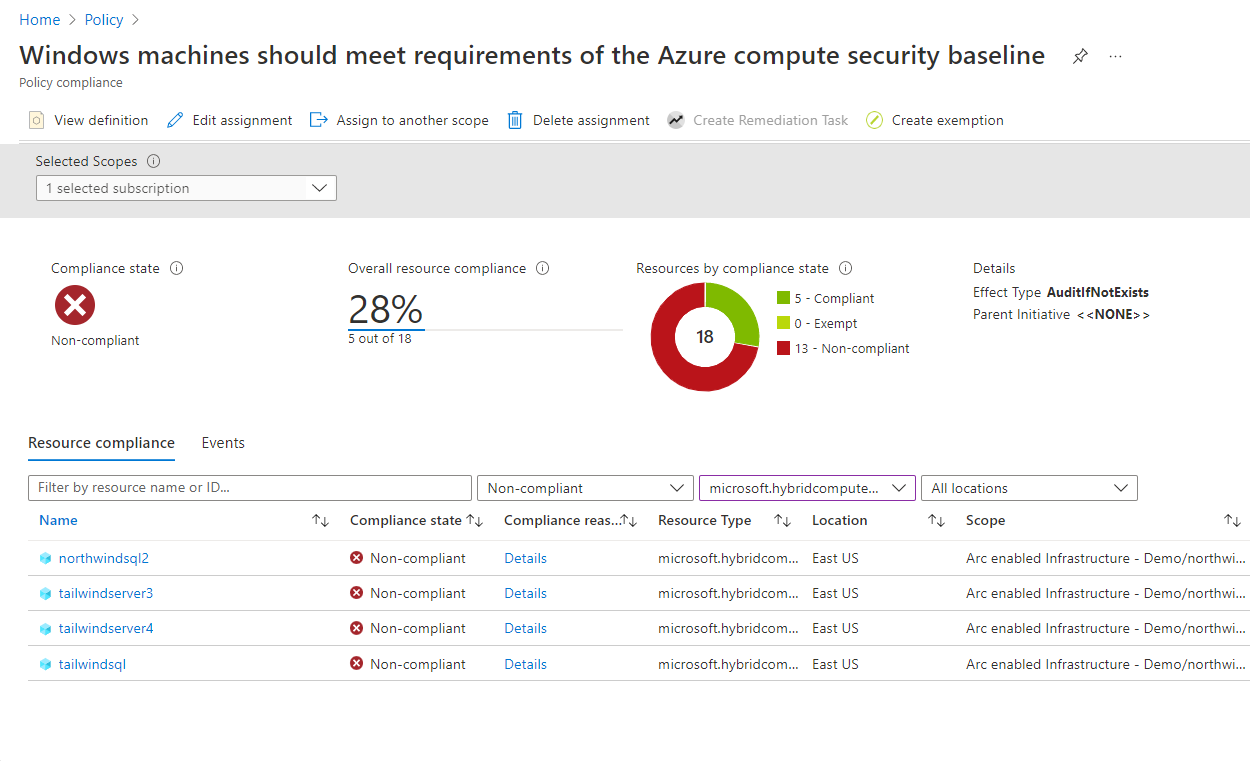 Home > Policy >
Windows machines should meet requirements of the Azure compute security baseline ...
Policy compliance
View definition Edit assignment Assign to another scope Delete assignment Create Remediation Task Create exemption
Selected Scopes
1 selected subscription
Compliance state Overall resource compliance Resources by compliance state Details
28% 5 - Compliant Effect Type AuditIfNotExists
Non-compliant 5 out of 18 18 0 - Exempt Parent Initiative <<NONE>>
13 - Non-compliant
Resource compliance Events
Filter by resource name or ID... Non-compliant microsoft.hybridcompute... All locations
Name Compliance state Compliance reas... Resource Type Location Scope
northwindsql2 Non-compliant Details microsoft.hybridcom... East US Arc enabled Infrastructure - Demo/northwi...
tailwindserver3 Non-compliant Details microsoft.hybridcom... East US Arc enabled Infrastructure - Demo/northwi...
tailwindserver4 Non-compliant Details microsoft.hybridcom... East US Arc enabled Infrastructure - Demo/northwi...
tailwindsql Non-compliant Details microsoft.hybridcom... East US Arc enabled Infrastructure - Demo/northwi...